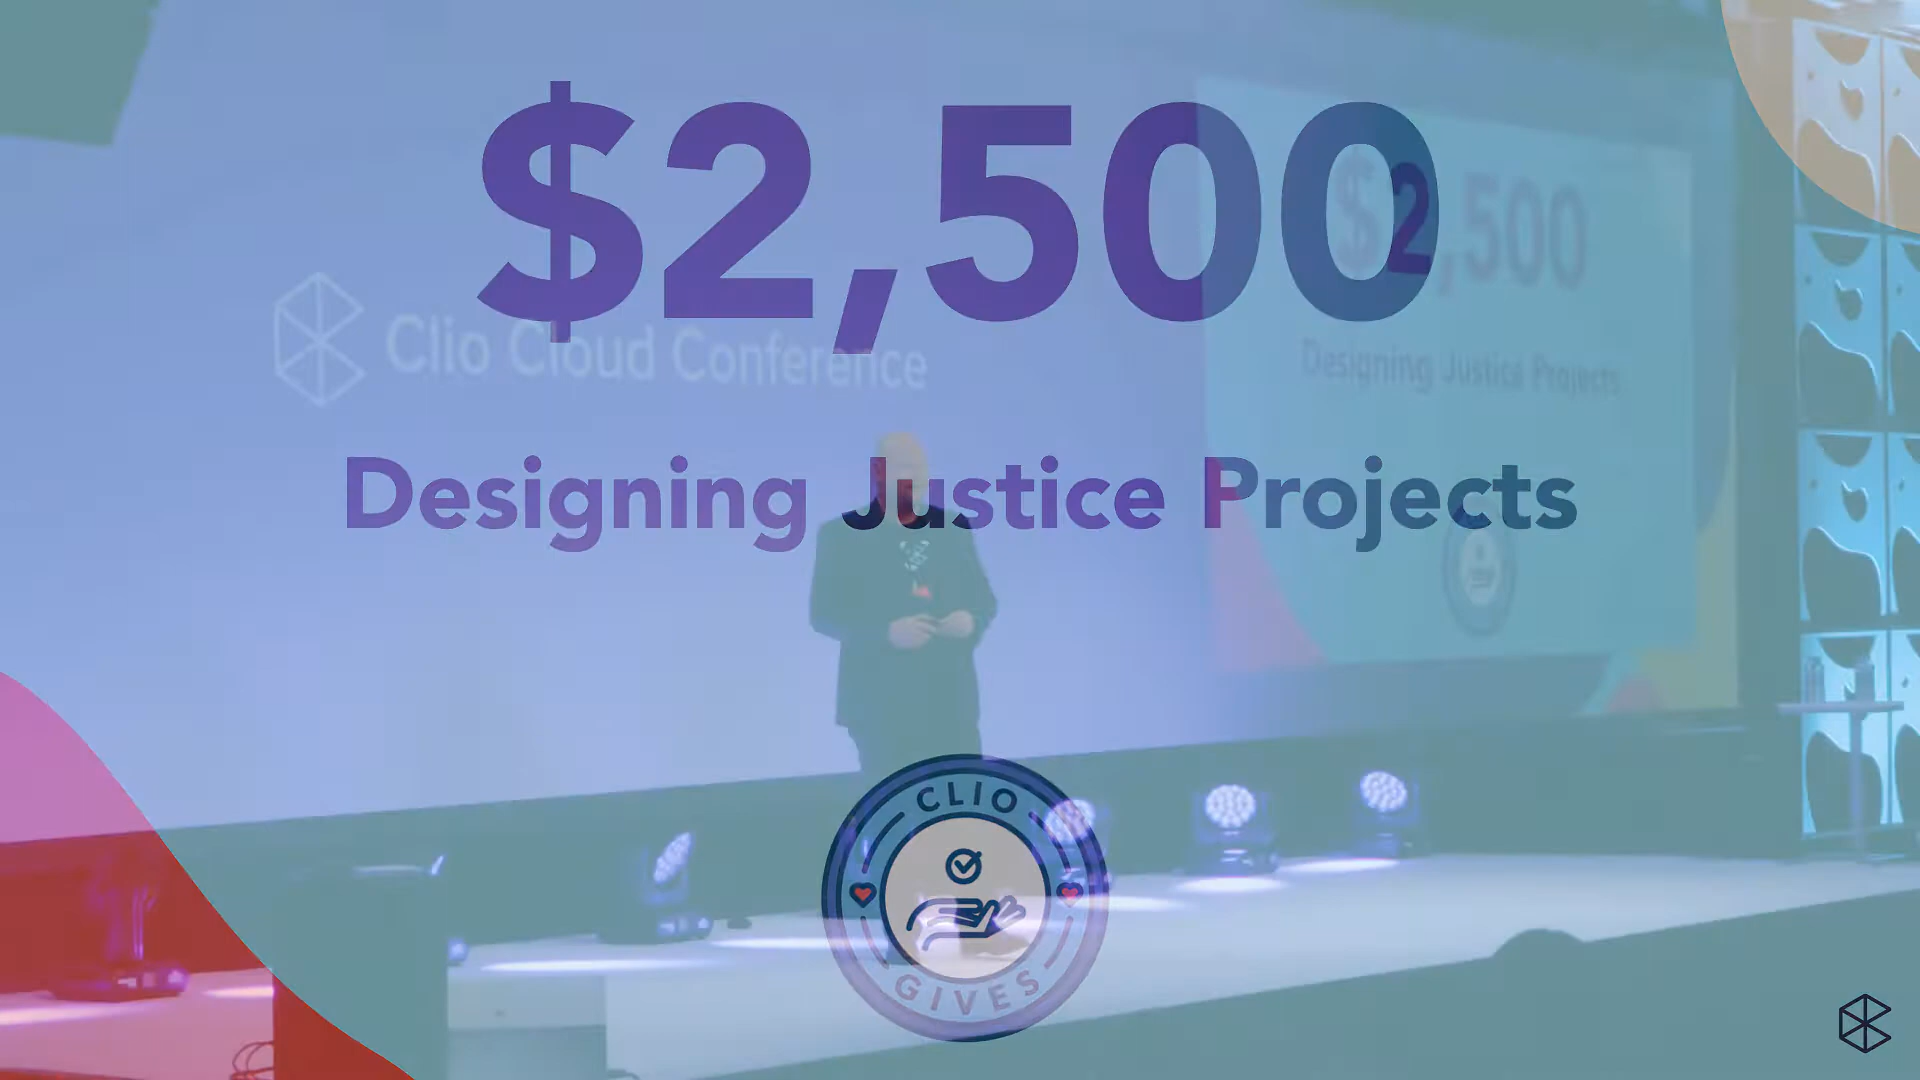 $2,500
Clio Cloud Conference
$2,500
Designing Justice Projects
Designing Justice Projects
CLIO
GIVES